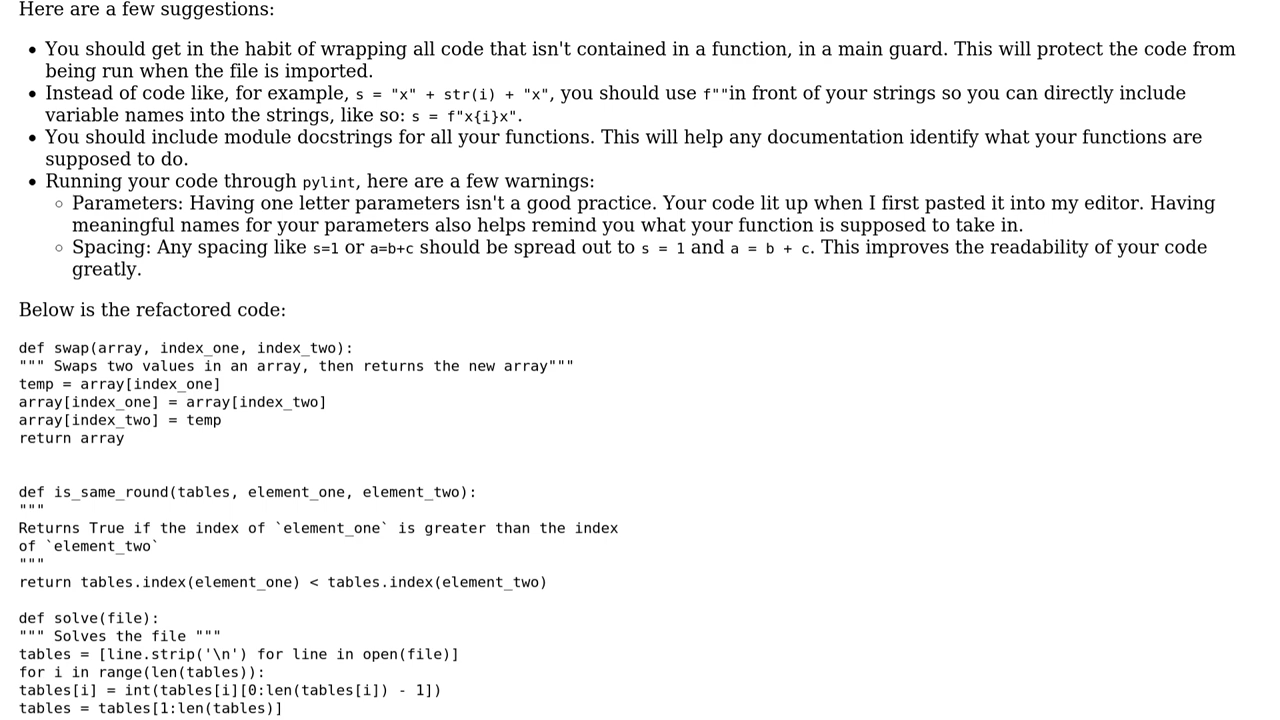 Here are a few suggestions:
• You should get in the habit of wrapping all code that isn't contained in a function, in a main guard. This will protect the code from
being run when the file is imported.
• Instead of code like, for example, s = "x" + str(i) + "x", you should use f""in front of your strings so you can directly include
variable names into the strings, like so: s = f"x{i}x".
• You should include module docstrings for all your functions. This will help any documentation identify what your functions are
supposed to do.
• Running your code through pylint, here are a few warnings:
◦ Parameters: Having one letter parameters isn't a good practice. Your code lit up when I first pasted it into my editor. Having
meaningful names for your parameters also helps remind you what your function is supposed to take in.
◦ Spacing: Any spacing like s=1 or a=b+c should be spread out to s = 1 and a = b + c. This improves the readability of your code
greatly.
Below is the refactored code:
def swap(array, index_one, index_two):
""" Swaps two values in an array, then returns the new array"""
temp = array[index_one]
array[index_one] = array[index_two]
array[index_two] = temp
return array
def is_same_round(tables, element_one, element_two):
"""
Returns True if the index of `element_one` is greater than the index
of `element_two`
"""
return tables.index(element_one) < tables.index(element_two)
def solve(file):
""" Solves the file """
tables = [line.strip('\n') for line in open(file)]
for i in range(len(tables)):
tables[i] = int(tables[i][0:len(tables[i]) - 1])
tables = tables[1:len(tables)]